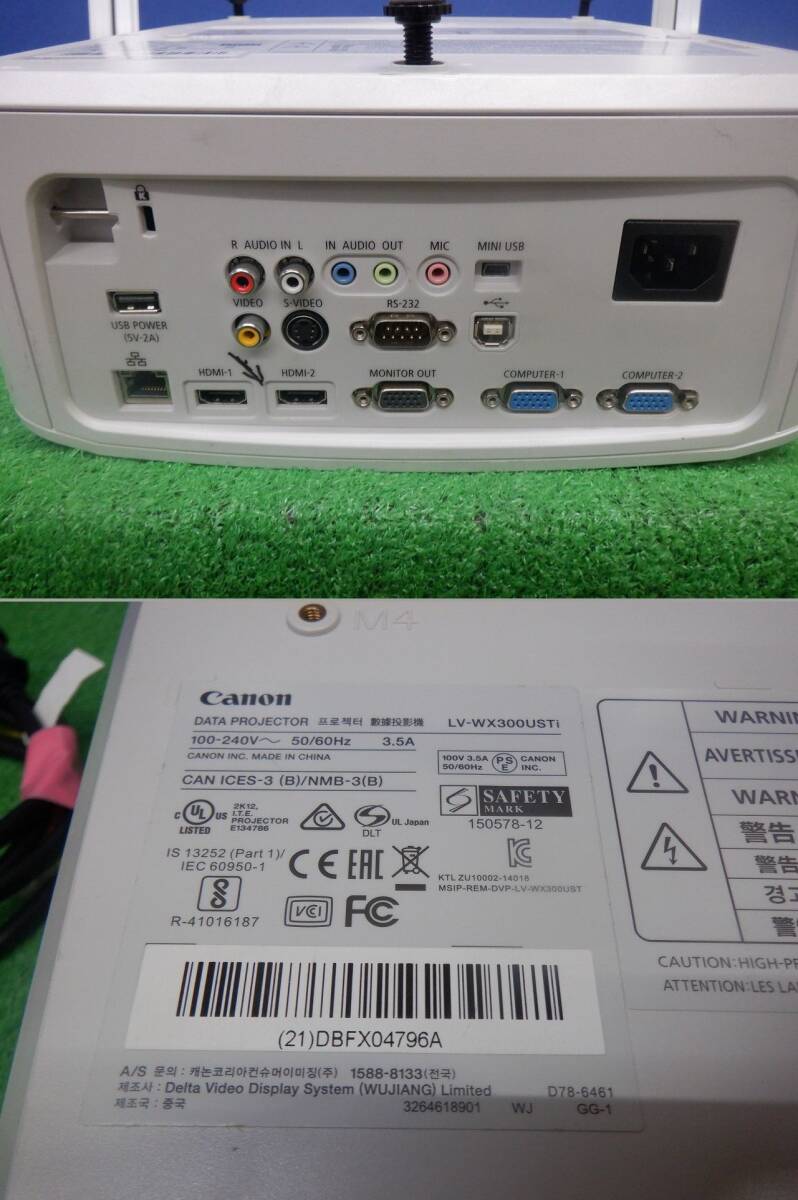 R AUDIO IN L
IN AUDIO OUT
MIC
MINI USB
USB POWER
(5V-2A)
VIDEO
S-VIDEO
RS-232
HDMI-1
HDMI-2
MONITOR OUT
COMPUTER-1
COMPUTER-2
M4
Canon
DATA PROJECTOR 프로젝터 數據投影機 LV-WX300USTi
100-240V～ 50/60Hz 3.5A
CANON INC. MADE IN CHINA
100V 3.5A
50/60Hz
PS
E
CANON
INC.
CAN ICES-3 (B)/NMB-3(B)
C UL US
LISTED
2K12,
I.T.E.
PROJECTOR
E134786
S
DLT
UL Japan
SAFETY
MARK
150578-12
IS 13252 (Part 1)/
IEC 60950-1
CE EAC
KC
KTL ZU10002-14016
MSIP-REM-DVP-LV-WX300UST
R-41016187
VCI FC
(21)DBFX04796A
A/S 문의 : 캐논코리아컨슈머이미징(주) 1588-8133(전국)
제조사 : Delta Video Display System (WUJIANG) Limited D78-6461
제조국 : 중국 3264618901 WJ GG-1
WARNIN
AVERTISSE
WARN
警告
警告
경고
警
CAUTION:HIGH-PR
ATTENTION:LES LA